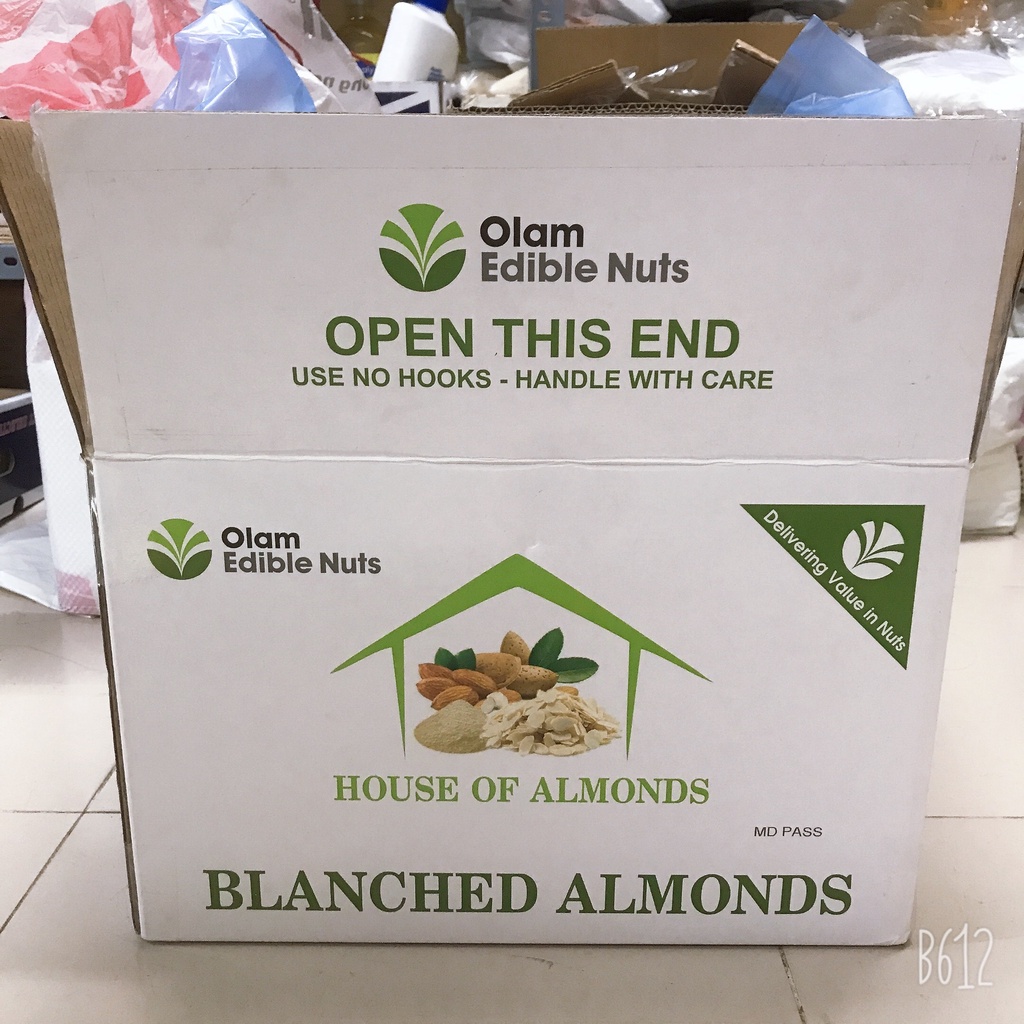 Olam
Edible Nuts
OPEN THIS END
USE NO HOOKS - HANDLE WITH CARE
Olam
Edible Nuts
Delivering Value in Nuts
HOUSE OF ALMONDS
MD PASS
BLANCHED ALMONDS
B612